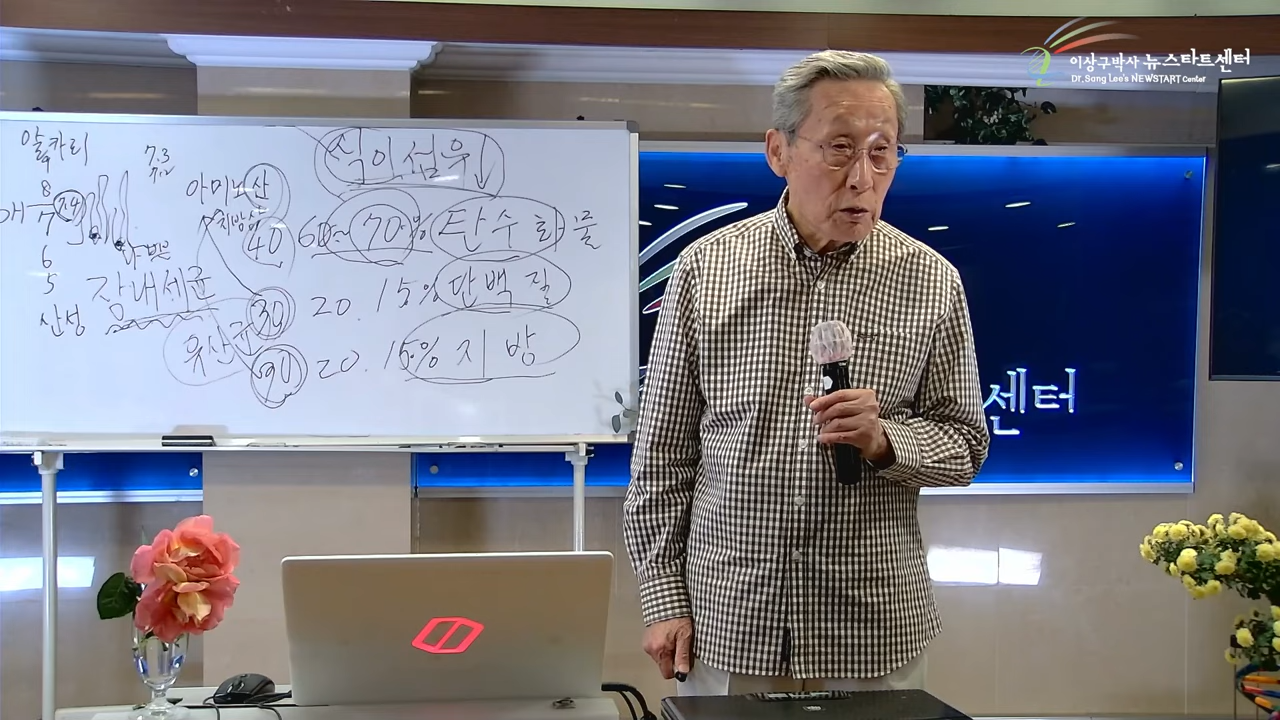 이상구박사 뉴스타트센터
Dr. Sang Lee's NEWSTART Center
알카리
7.3
7.2
8
7
6
5
산성
아미노산
지방산
식이섬유
40 60~70% 탄수화물
장내세균
30 20. 15% 단백질
유산균
20. 15% 지방
센터